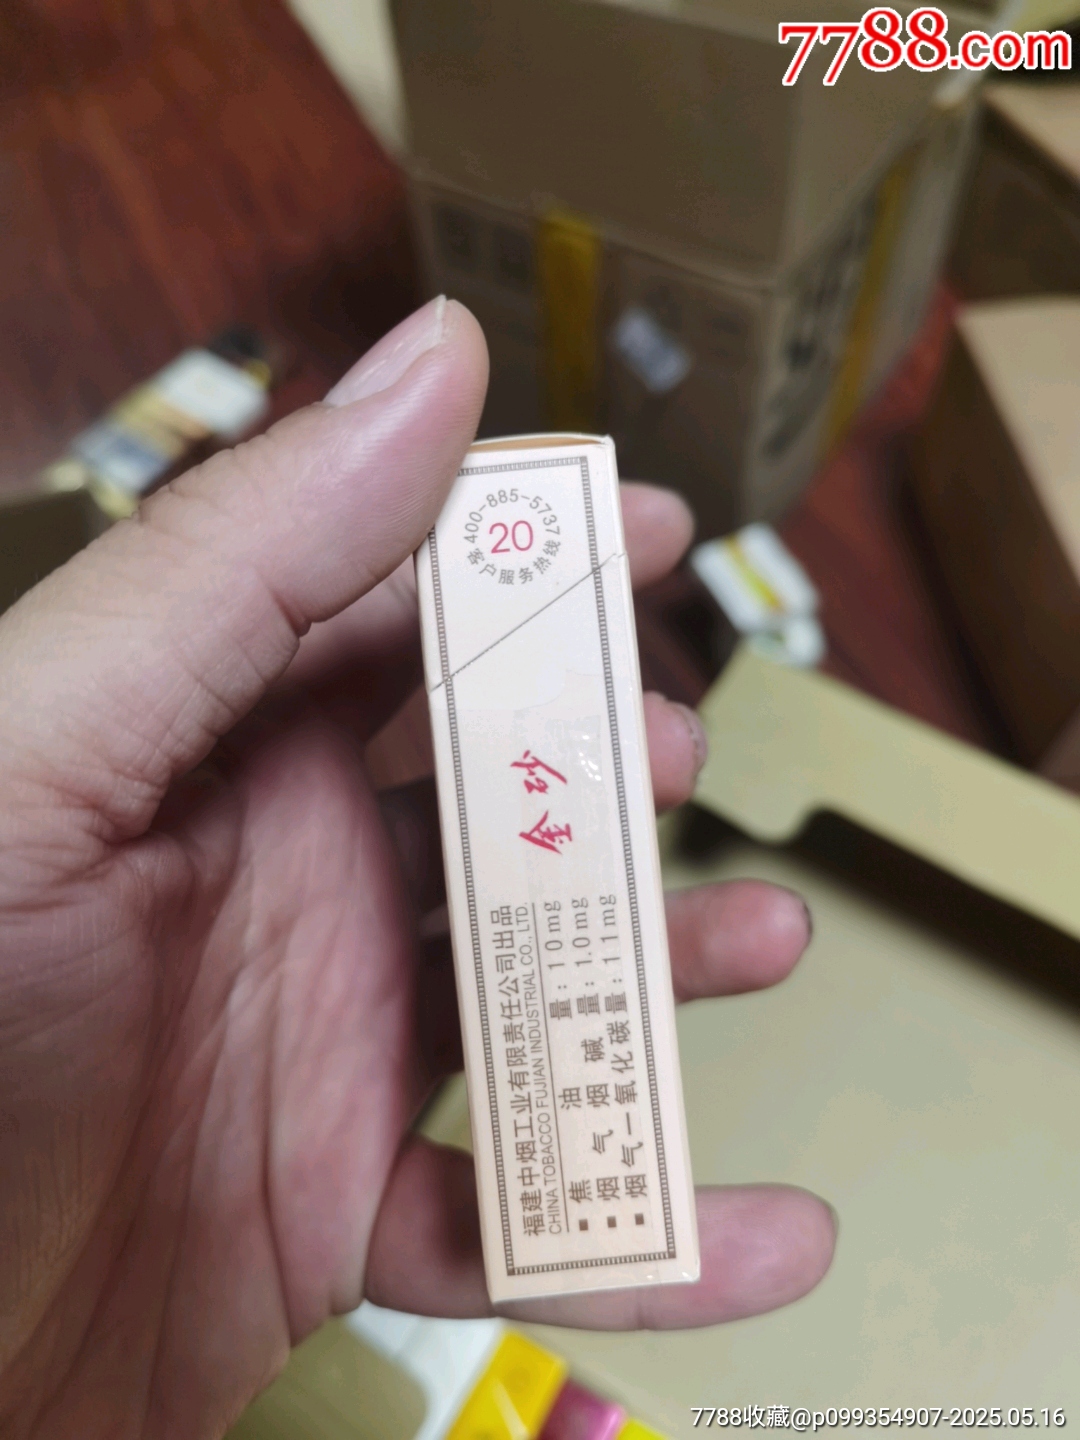 7788.com
客户服务热线 400-885-5737
20
金沙
福建中烟工业有限责任公司出品
CHINA TOBACCO FUJIAN INDUSTRIAL CO., LTD.
■ 焦油量：10mg
■ 烟气烟碱量：1.0mg
■ 烟气一氧化碳量：11mg
7788收藏@p099354907-2025.05.16